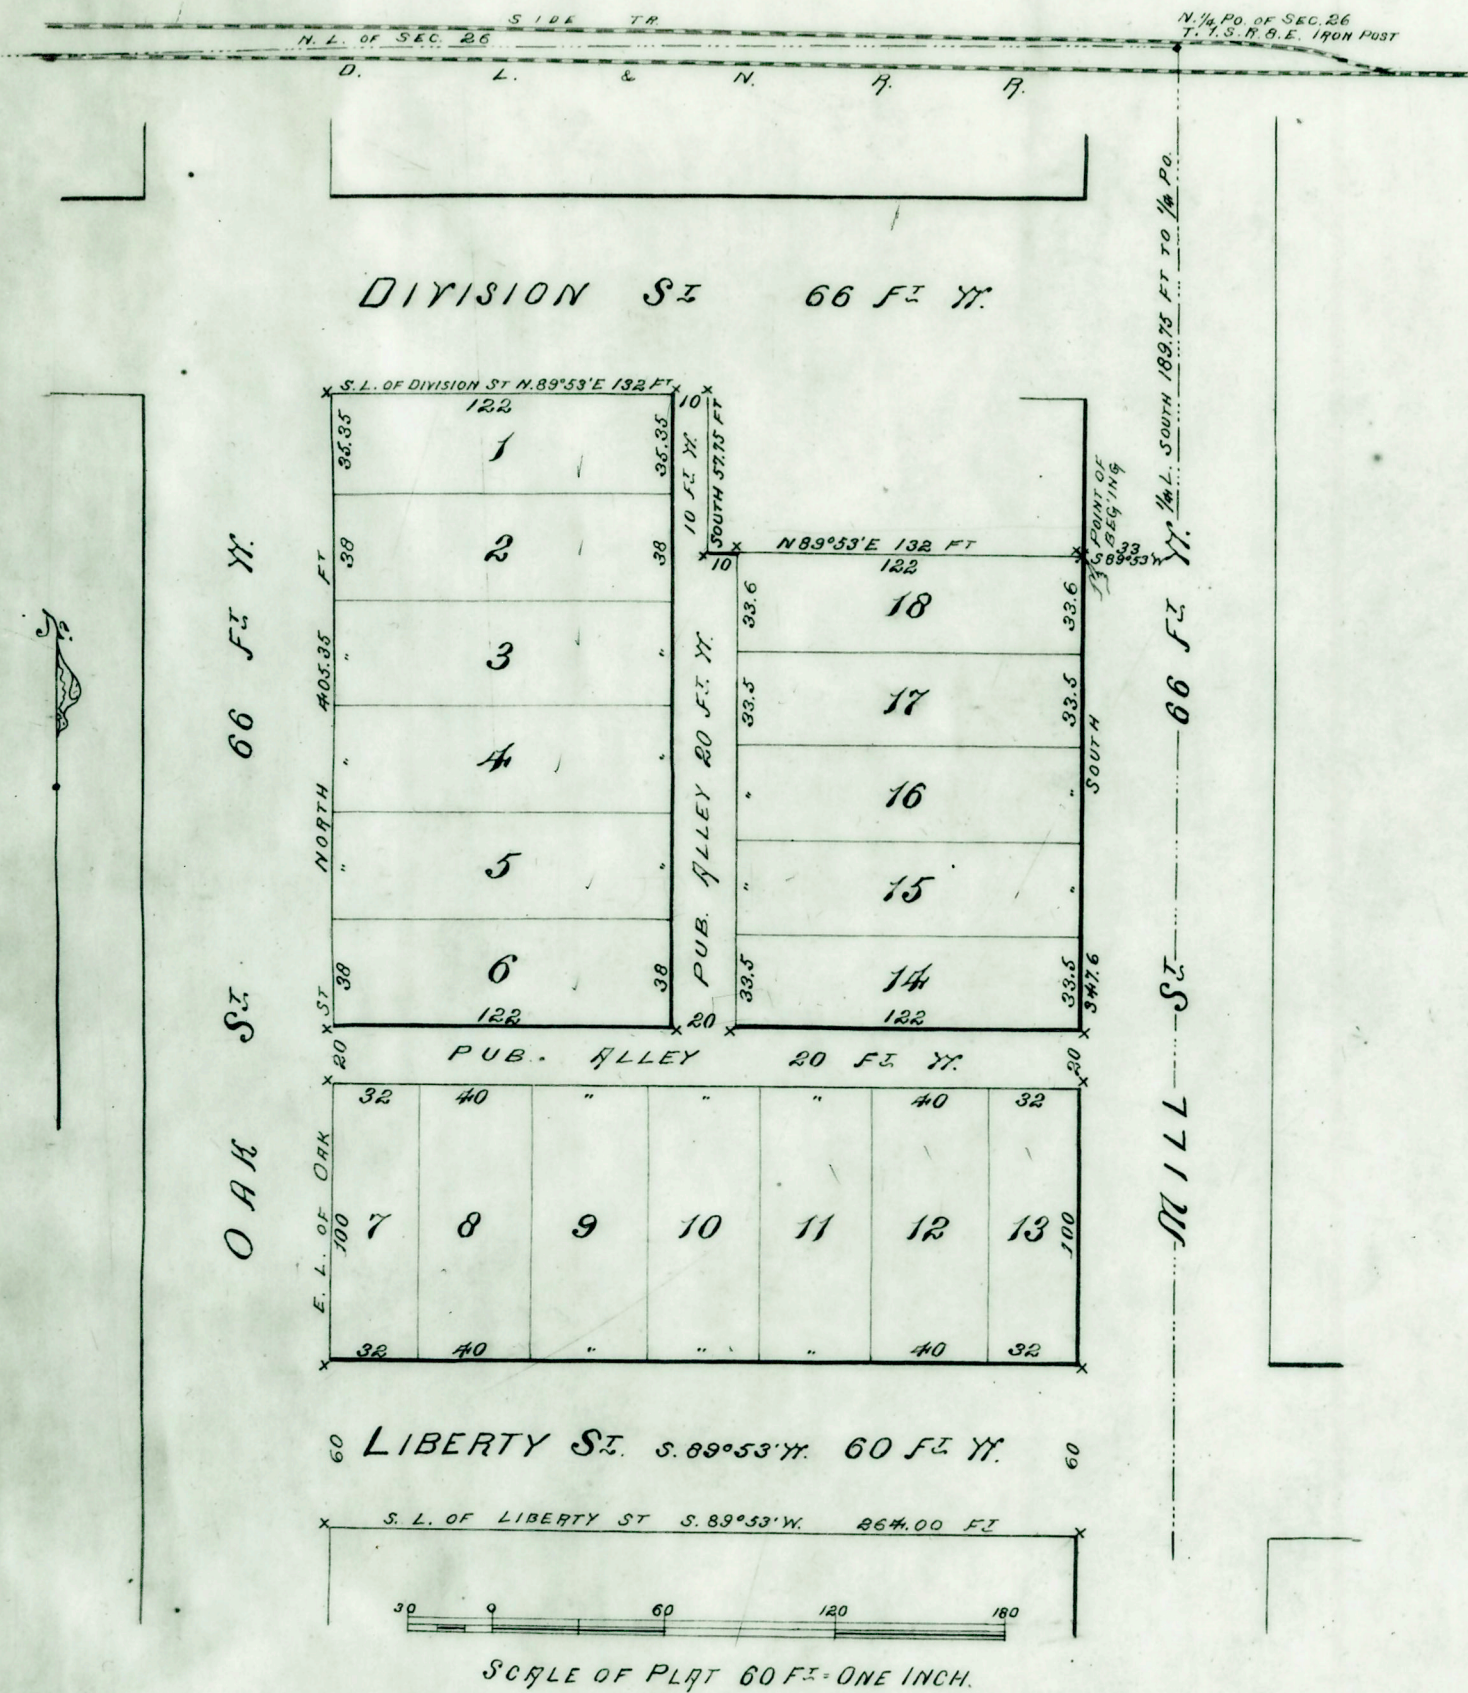 SIDE TR.
N. 1/4 PO. OF SEC. 26
T. 1. S. R. 8. E. IRON POST
N. L. OF SEC. 26
D. L. & N. R. R.
1/4 L. SOUTH 189.75 FT TO 1/4 PO.
DIVISION ST 66 FT W.
S. L. OF DIVISION ST N. 89°53'E 132 FT
10
122
35.35
1
35.35
10 FT W.
SOUTH 57.75 FT
38
2
38
N 89°53'E 132 FT
10
POINT OF
BEG'ING
33
S 89°53'W
122
33.6
18
33.6
"
3
"
33.5
17
33.5
"
4
"
"
16
"
"
5
"
"
15
"
38
6
38
33.5
14
33.5
122
20
122
PUB. ALLEY 20 FT. W.
SOUTH 347.6
66 FT W.
OAK ST
66 FT W.
MILL ST
E. L. OF OAK ST NORTH 405.35 FT
S.
20
PUB. ALLEY 20 FT W.
20
32 40 " " " 40 32
100
7 8 9 10 11 12 13
100
32 40 " " " 40 32
60
LIBERTY ST. S. 89°53'W. 60 FT W.
60
S. L. OF LIBERTY ST S. 89°53'W. 264.00 FT
30 0 60 120 180
SCALE OF PLAT 60 FT = ONE INCH.